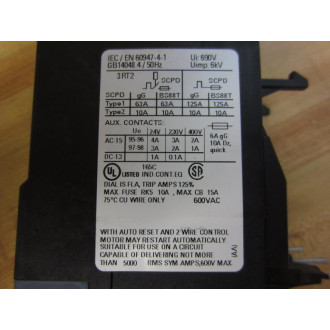 IEC / EN 60947-4-1 Ui: 690V
GB14048.4 / 50Hz Uimp: 6kV
3RT2 SCPD SCPD
SCPD gG BS88T gG BS88T
Type1 63A 63A 125A 125A
Type2 10A 10A 10A 10A
AUX. CONTACTS:
Ue 24V 230V 400V
AC-15 95-96 4A 3A 2A 6A gG
97-98 3A 2A 1A 10A Oz. quick
DC-13 1A 0.1A
165C
UL LISTED IND.CONT.EQ.
DIAL IS FLA, TRIP AMPS 125%
MAX. FUSE RK5 10A , MAX. CB 15A
75°C CU WIRE ONLY 600VAC
WITH AUTO RESET AND 2 WIRE CONTROL
MOTOR MAY RESTART AUTOMATICALLY
SUITABLE FOR USE ON A CIRCUIT
CAPABLE OF DELIVERING NOT MORE
THAN 5000 RMS SYM AMPS,600V MAX.